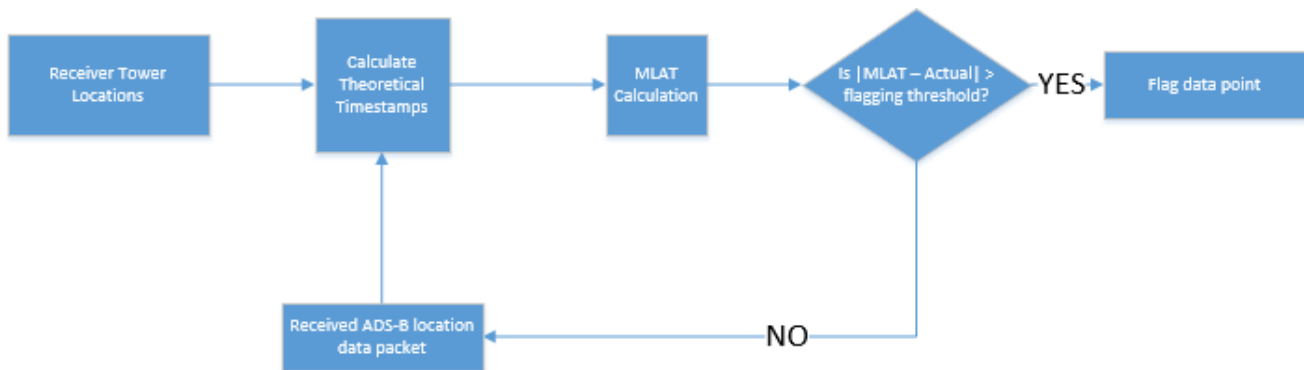 Receiver Tower
Locations
Calculate
Theoretical
Timestamps
MLAT
Calculation
Is |MLAT – Actual| >
flagging threshold?
YES
Flag data point
Received ADS-B location
data packet
NO